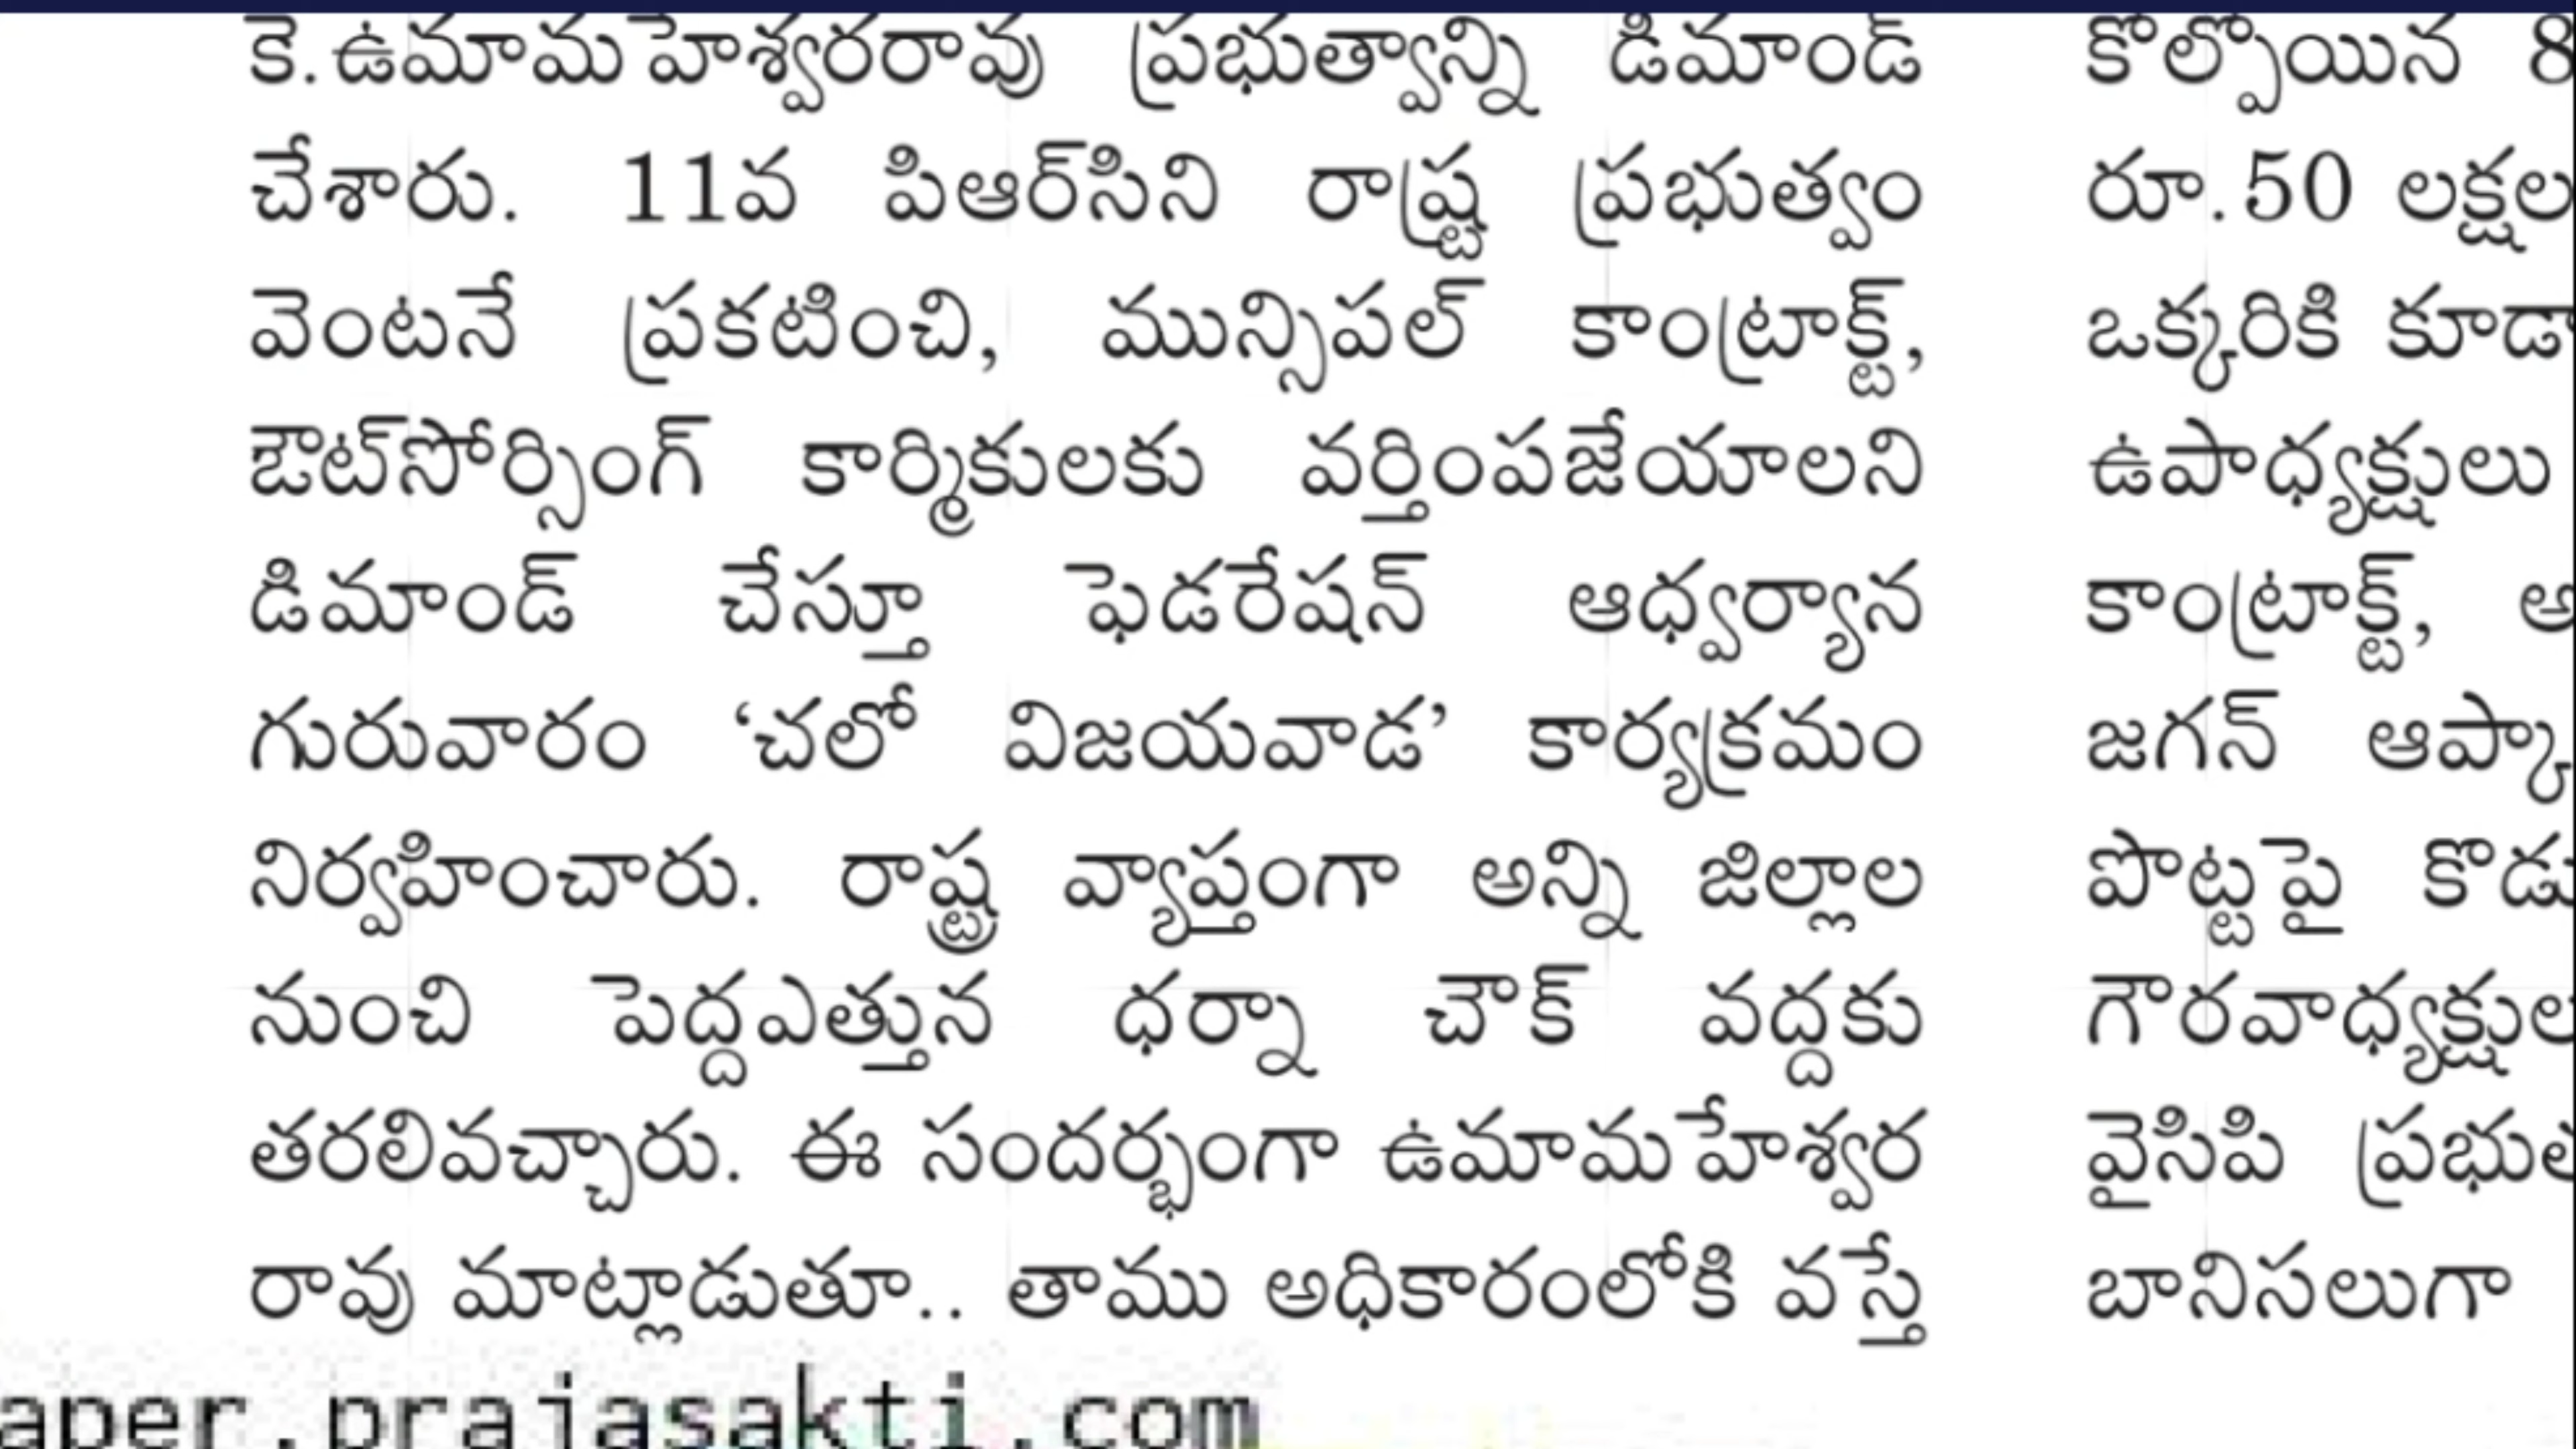 కె.ఉమామహేశ్వరరావు ప్రభుత్వాన్ని డిమాండ్
చేశారు. 11వ పిఆర్‌సిని రాష్ట్ర ప్రభుత్వం
వెంటనే ప్రకటించి, మున్సిపల్ కాంట్రాక్ట్,
ఔట్‌సోర్సింగ్ కార్మికులకు వర్తింపజేయాలని
డిమాండ్ చేస్తూ ఫెడరేషన్ ఆధ్వర్యాన
గురువారం ‘చలో విజయవాడ’ కార్యక్రమం
నిర్వహించారు. రాష్ట్ర వ్యాప్తంగా అన్ని జిల్లాల
నుంచి పెద్దఎత్తున ధర్నా చౌక్ వద్దకు
తరలివచ్చారు. ఈ సందర్భంగా ఉమామహేశ్వర
రావు మాట్లాడుతూ.. తాము అధికారంలోకి వస్తే
కోల్పోయిన
రూ.50 లక్షల
ఒక్కరికి కూడా
ఉపాధ్యక్షులు
కాంట్రాక్ట్,
జగన్
పొట్టపై
వైసిపి
బానిసలుగా
aper.prajasakti.com